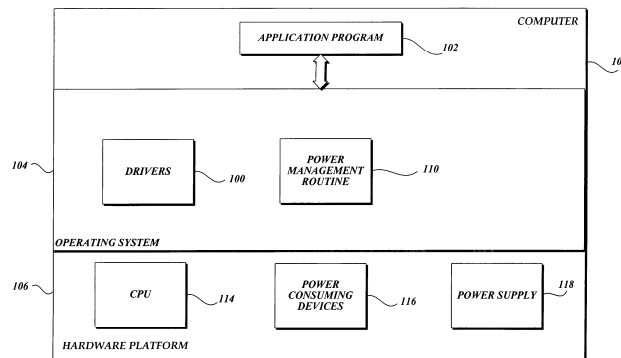 COMPUTER
APPLICATION PROGRAM
102
10
104
DRIVERS
100
POWER
MANAGEMENT
ROUTINE
110
OPERATING SYSTEM
106
CPU
114
POWER
CONSUMING
DEVICES
116
POWER SUPPLY
118
HARDWARE PLATFORM